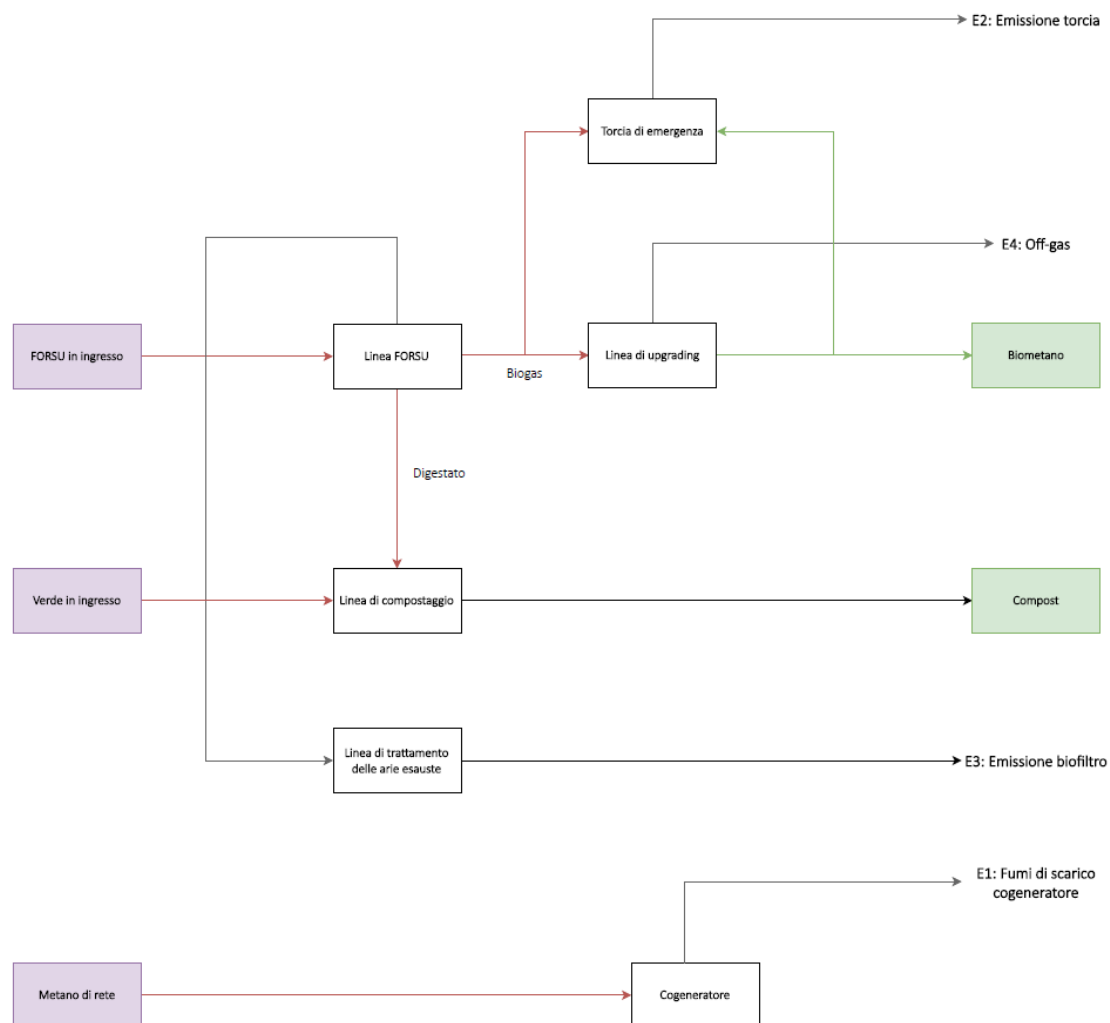 E2: Emissione torcia
Torcia di emergenza
E4: Off-gas
FORSU in ingresso
Linea FORSU
Linea di upgrading
Biometano
Biogas
Digestato
Verde in ingresso
Linea di compostaggio
Compost
Linea di trattamento
delle arie esauste
E3: Emissione biofiltro
E1: Fumi di scarico
cogeneratore
Metano di rete
Cogeneratore